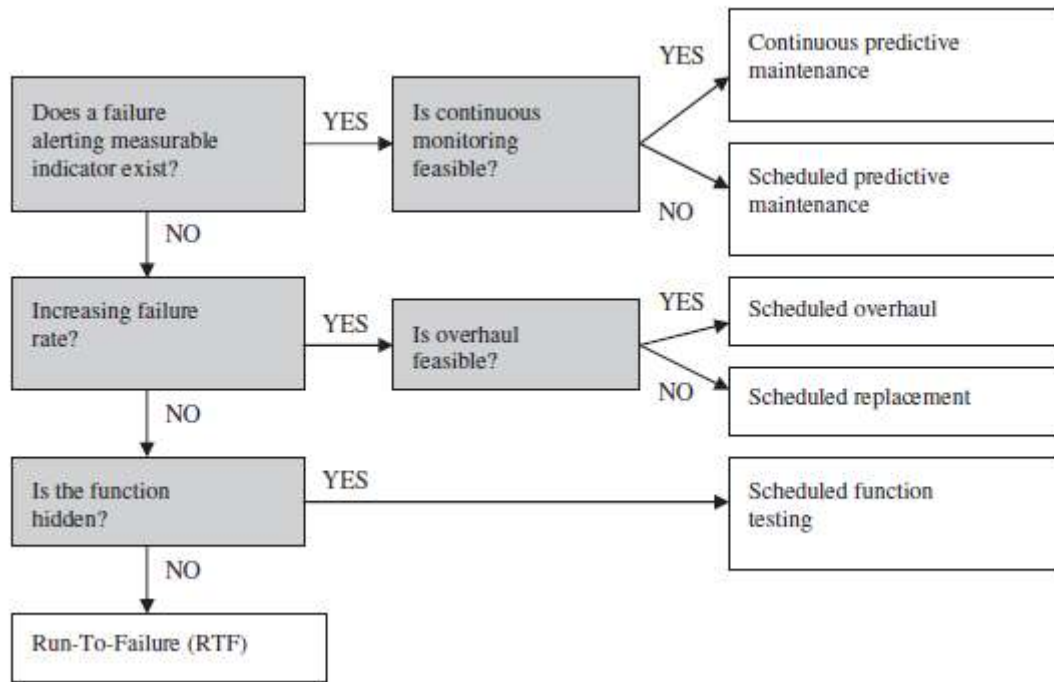 Does a failure
alerting measurable
indicator exist?
YES
Is continuous
monitoring
feasible?
YES
Continuous predictive
maintenance
NO
Scheduled predictive
maintenance
NO
Increasing failure
rate?
YES
Is overhaul
feasible?
YES
Scheduled overhaul
NO
Scheduled replacement
NO
Is the function
hidden?
YES
Scheduled function
testing
NO
Run-To-Failure (RTF)